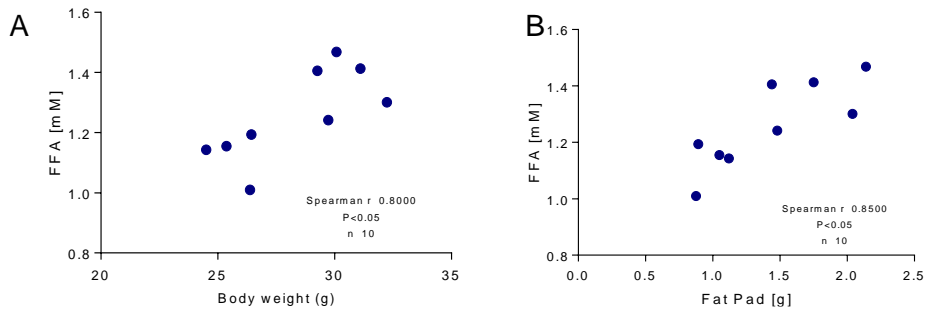 A
1.6
1.4
1.2
1.0
0.8
FFA [mM]
Spearman r 0.8000
P<0.05
n 10
20 25 30 35
Body weight (g)
B
1.6
1.4
1.2
1.0
0.8
FFA [mM]
Spearman r 0.8500
P<0.05
n 10
0.0 0.5 1.0 1.5 2.0 2.5
Fat Pad [g]